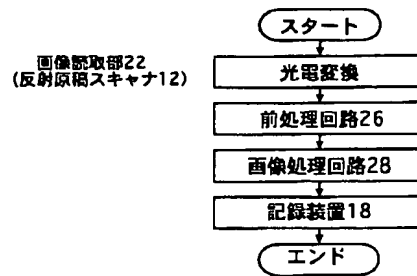 スタート
画像読取部22
(反射原稿スキャナ12)
光電変換
前処理回路26
画像処理回路28
記録装置18
エンド